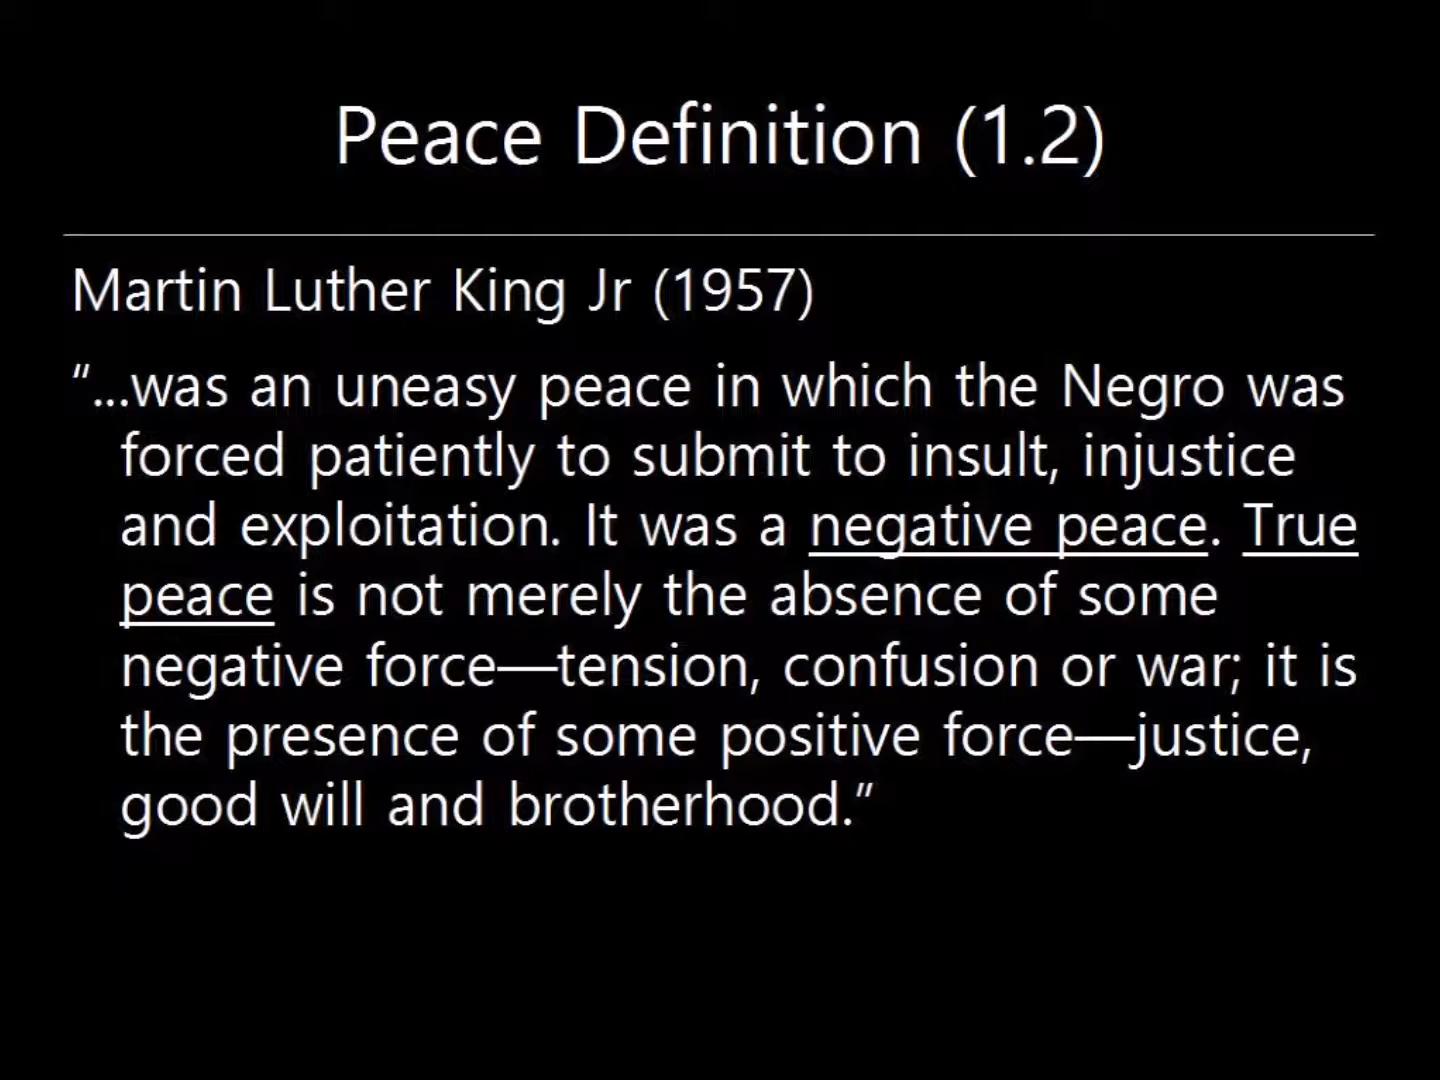 Peace Definition (1.2)
Martin Luther King Jr (1957)
“...was an uneasy peace in which the Negro was
forced patiently to submit to insult, injustice
and exploitation. It was a negative peace. True
peace is not merely the absence of some
negative force—tension, confusion or war; it is
the presence of some positive force—justice,
good will and brotherhood.”